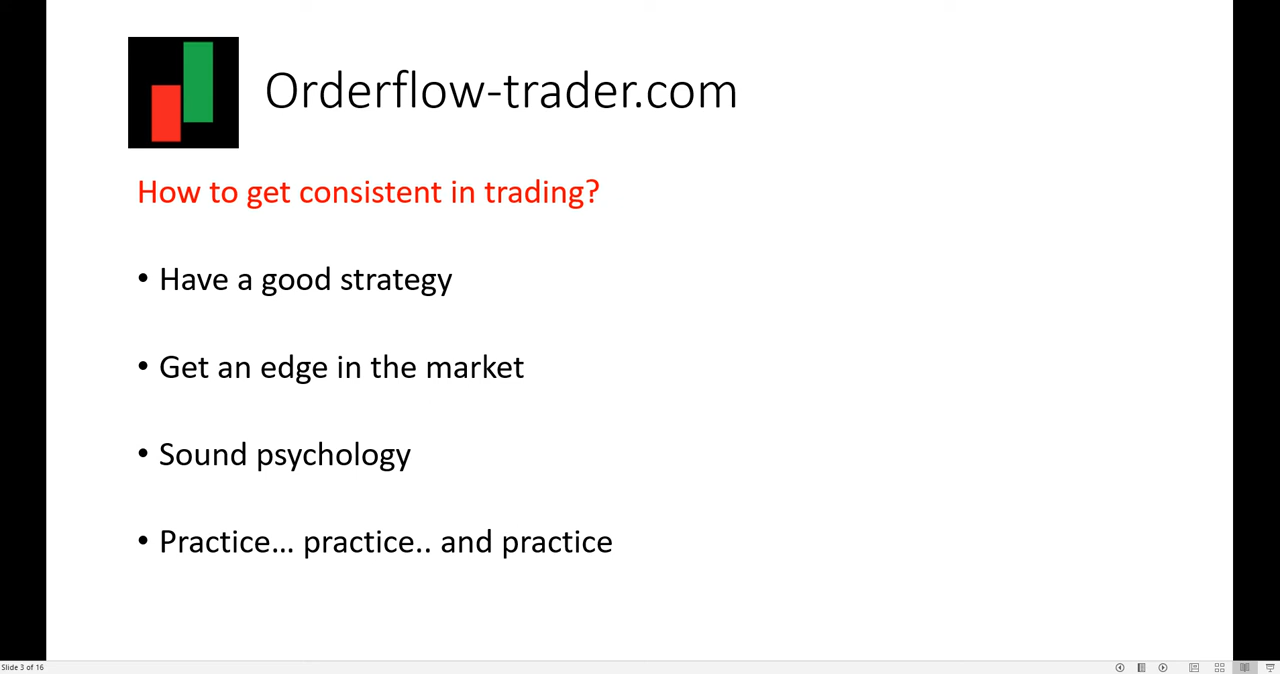 Orderflow-trader.com
How to get consistent in trading?
• Have a good strategy
• Get an edge in the market
• Sound psychology
• Practice... practice.. and practice
Slide 3 of 16